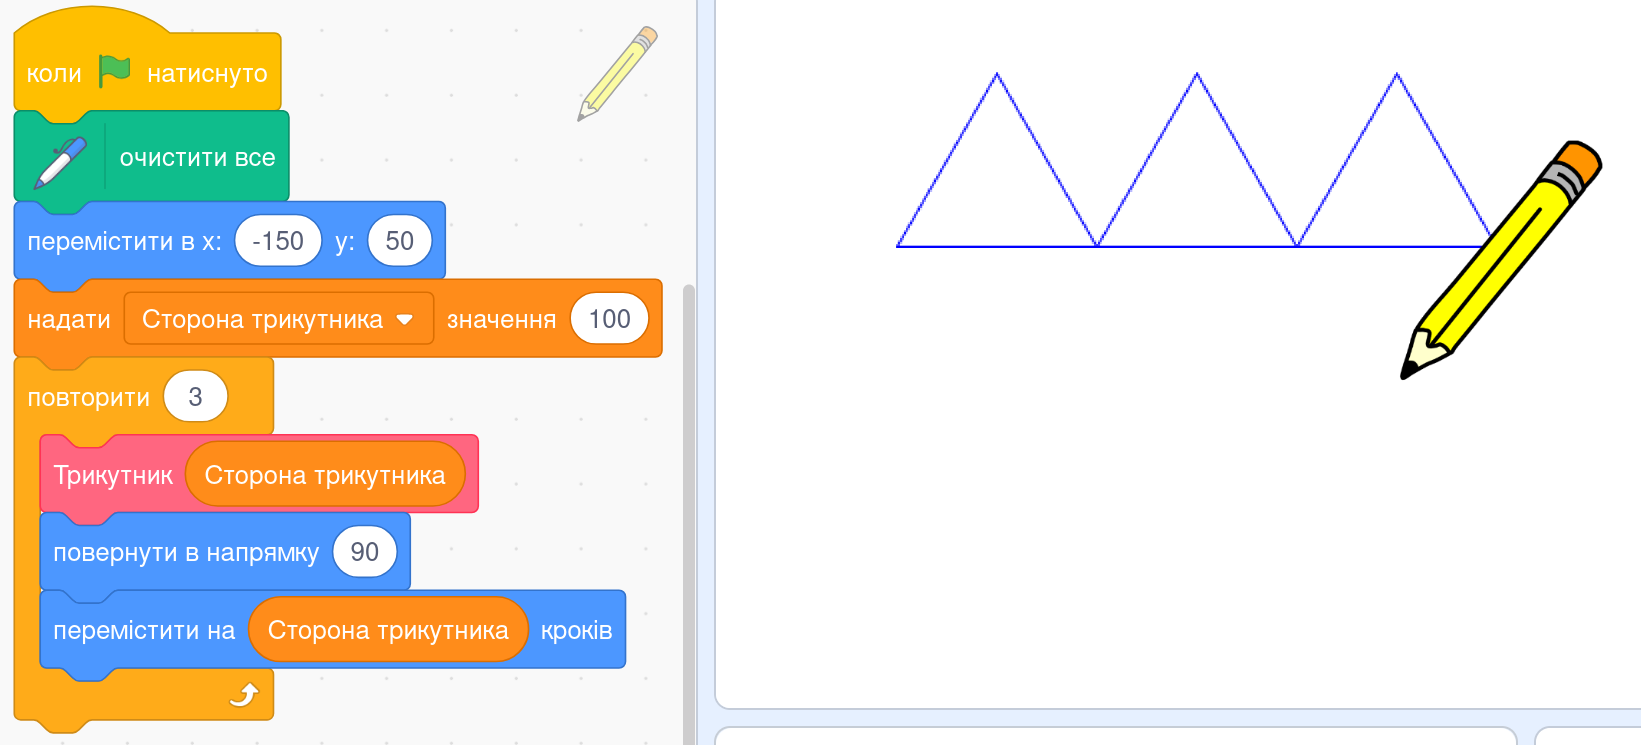 коли натиснуто
очистити все
перемістити в x: -150 y: 50
надати Сторона трикутника значення 100
повторити 3
Трикутник Сторона трикутника
повернути в напрямку 90
перемістити на Сторона трикутника кроків